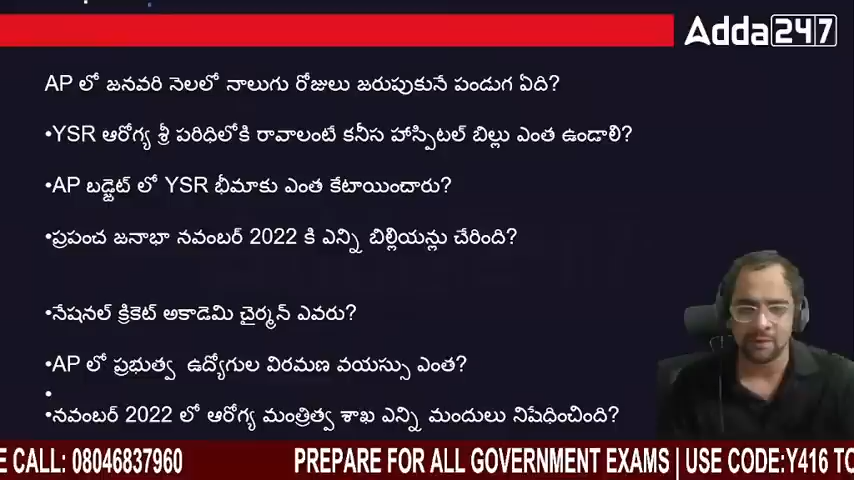 Adda247
AP లో జనవరి నెలలో నాలుగు రోజులు జరుపుకునే పండుగ ఏది?
•YSR ఆరోగ్య శ్రీ పరిధిలోకి రావాలంటే కనీస హాస్పిటల్ బిల్లు ఎంత ఉండాలి?
•AP బడ్జెట్ లో YSR భీమాకు ఎంత కేటాయించారు?
•ప్రపంచ జనాభా నవంబర్ 2022 కి ఎన్ని బిల్లియన్లు చేరింది?
•నేషనల్ క్రికెట్ అకాడెమి చైర్మన్ ఎవరు?
•AP లో ప్రభుత్వ ఉద్యోగుల విరమణ వయస్సు ఎంత?
•
•నవంబర్ 2022 లో ఆరోగ్య మంత్రిత్వ శాఖ ఎన్ని మందులు నిషేధించింది?
E CALL: 08046837960 PREPARE FOR ALL GOVERNMENT EXAMS | USE CODE:Y416 TO